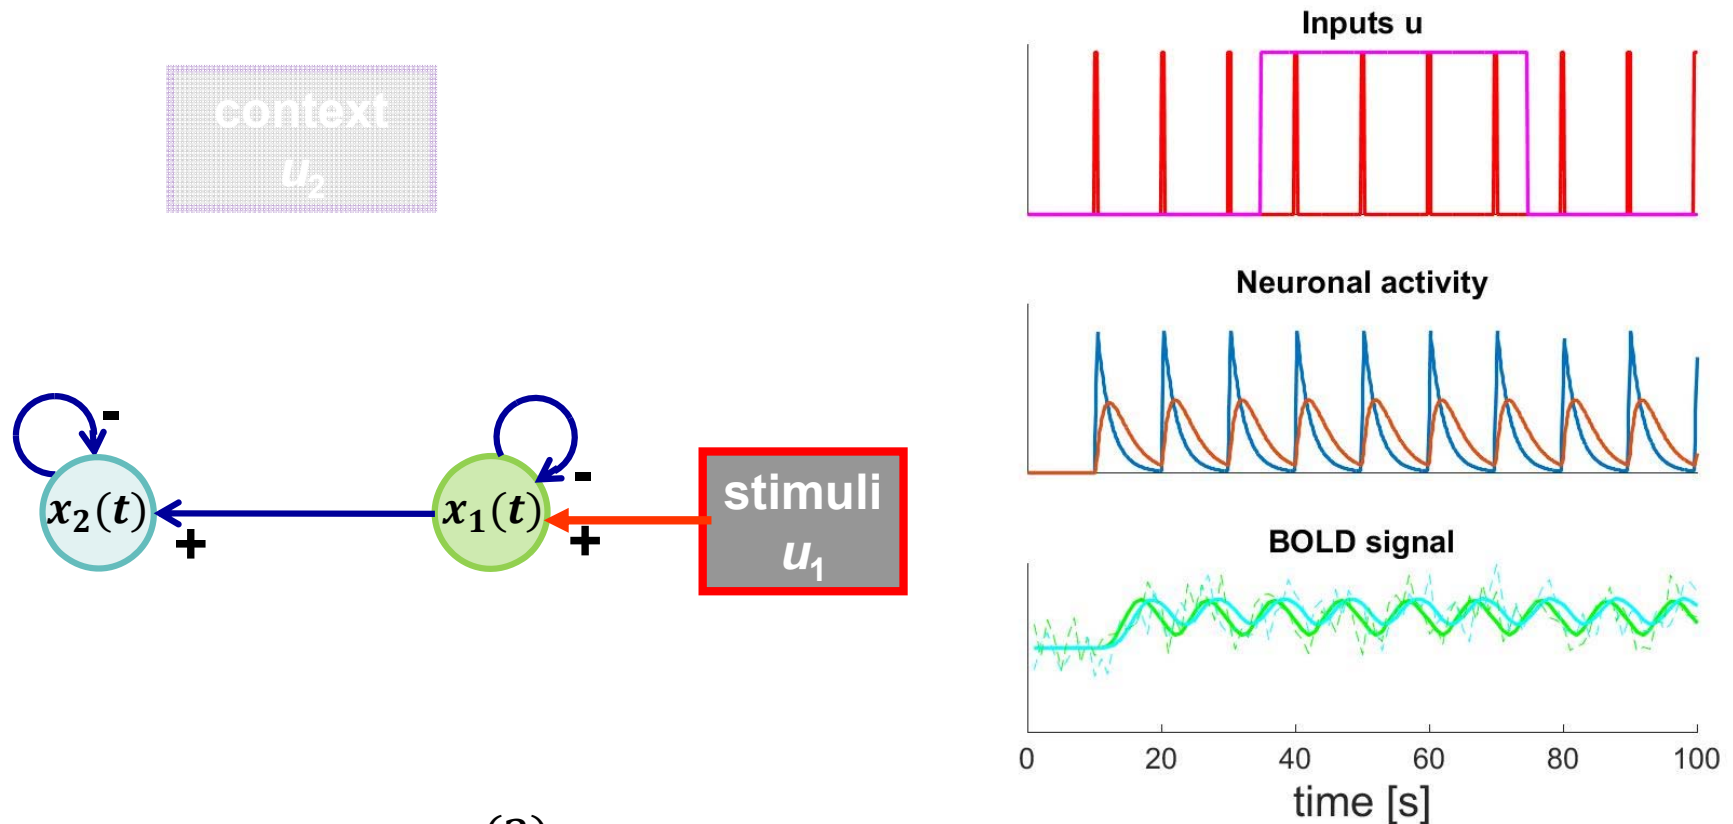 context
u2
-
-
x2(t)
x1(t)
+
+
stimuli
u1
Inputs u
Neuronal activity
BOLD signal
0 20 40 60 80 100
time [s]